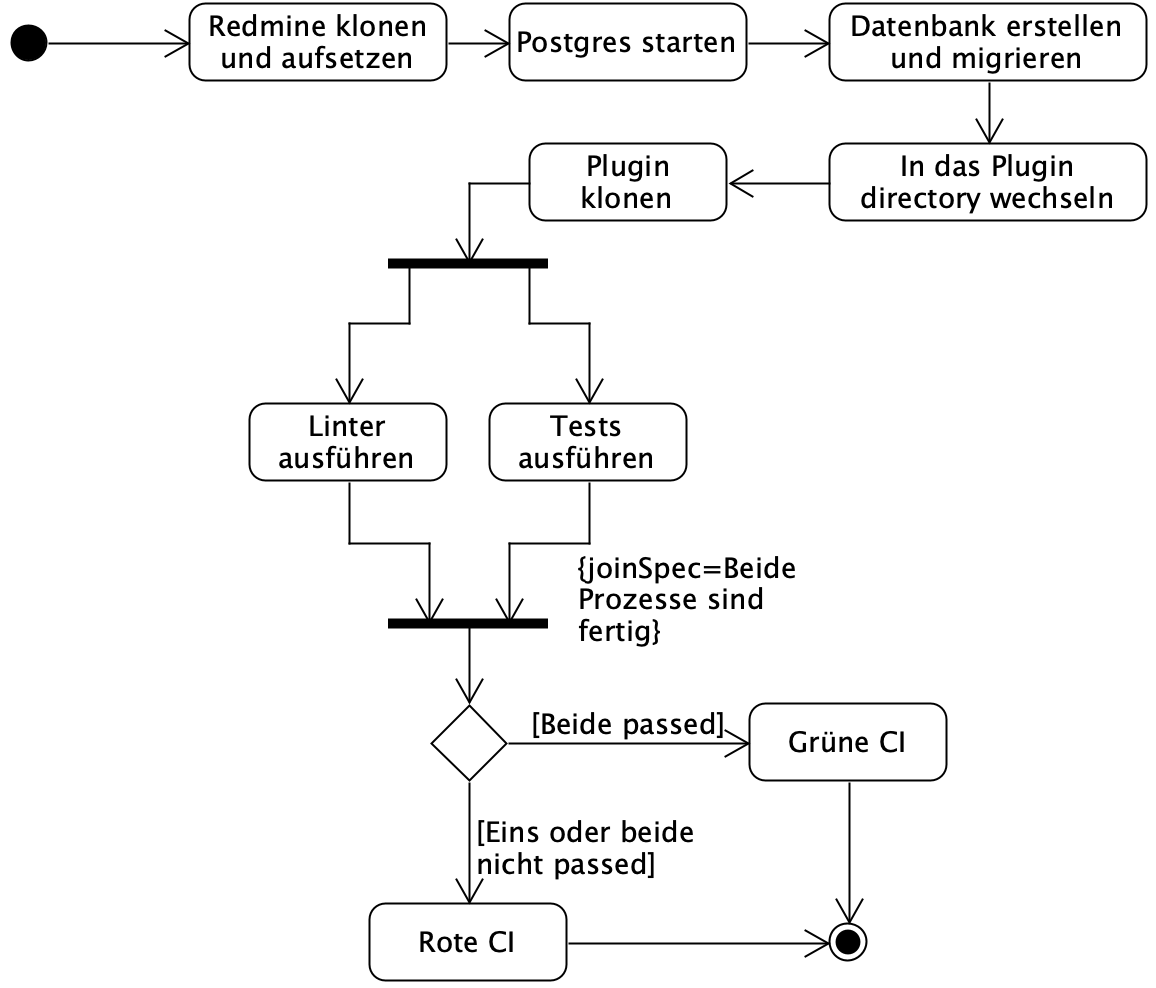 Redmine klonen
und aufsetzen
Postgres starten
Datenbank erstellen
und migrieren
In das Plugin
directory wechseln
Plugin
klonen
Linter
ausführen
Tests
ausführen
{joinSpec=Beide
Prozesse sind
fertig}
[Beide passed]
Grüne CI
[Eins oder beide
nicht passed]
Rote CI